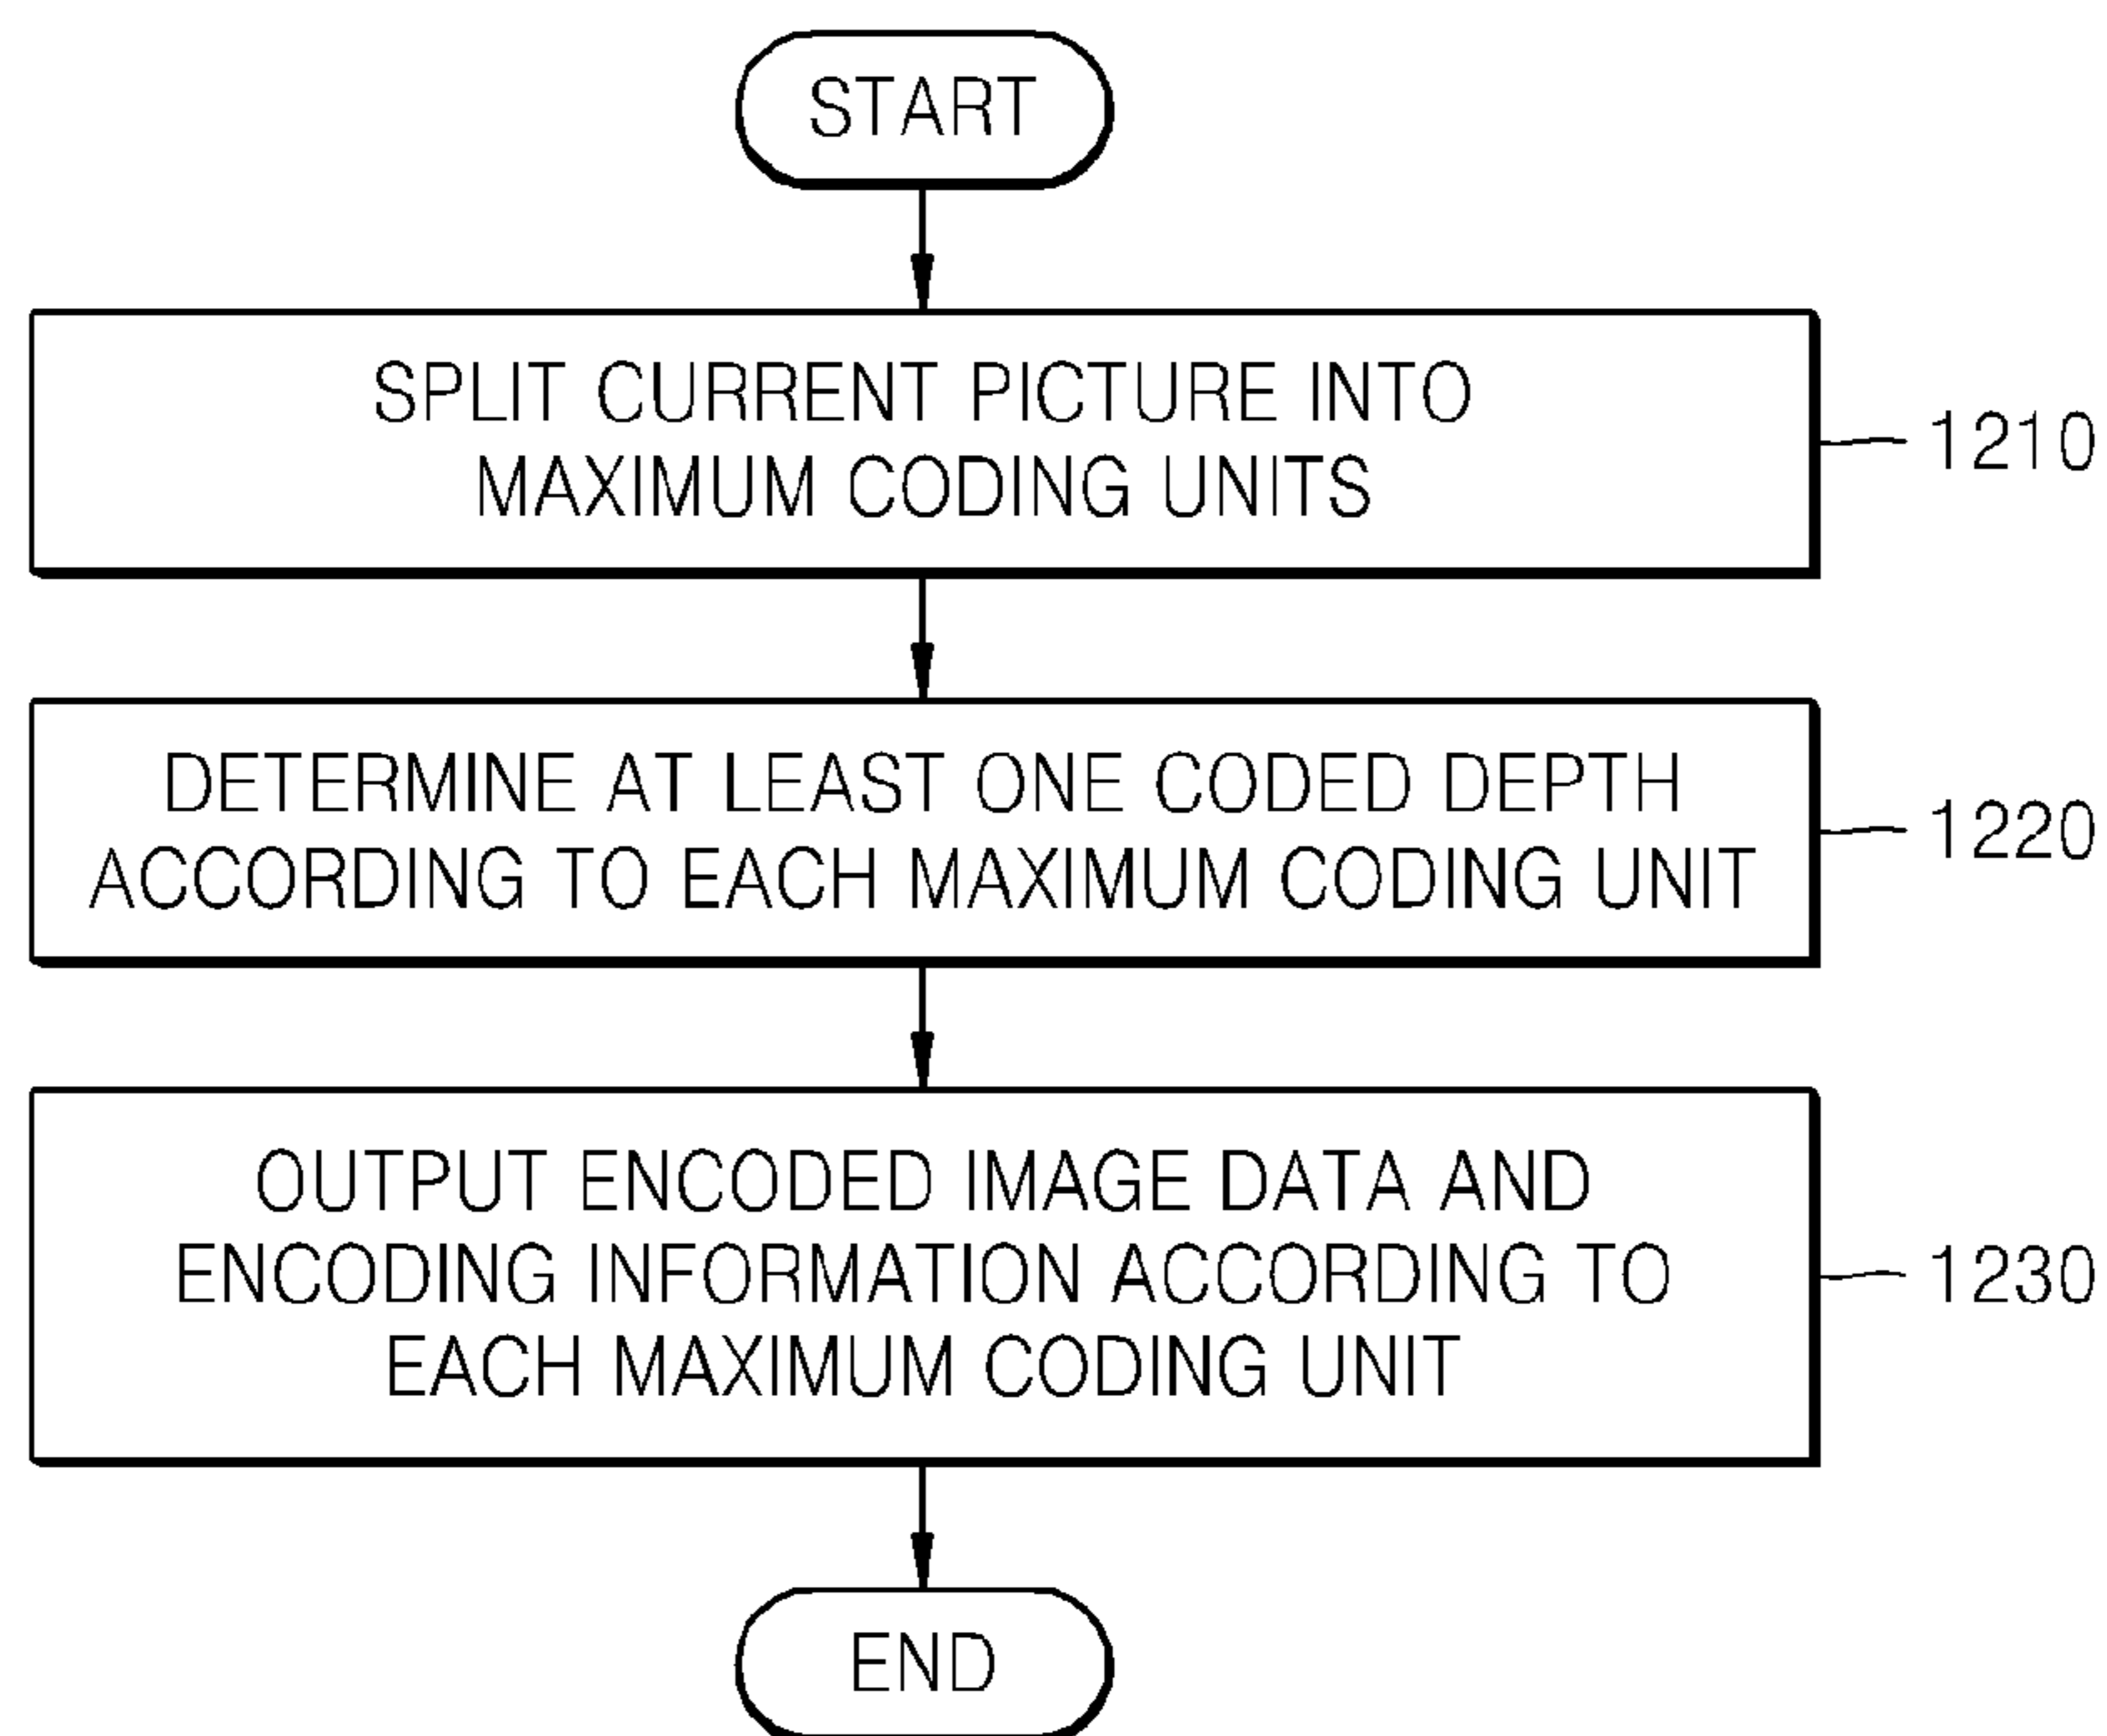 START
SPLIT CURRENT PICTURE INTO
MAXIMUM CODING UNITS
1210
DETERMINE AT LEAST ONE CODED DEPTH
ACCORDING TO EACH MAXIMUM CODING UNIT
1220
OUTPUT ENCODED IMAGE DATA AND
ENCODING INFORMATION ACCORDING TO
EACH MAXIMUM CODING UNIT
1230
END